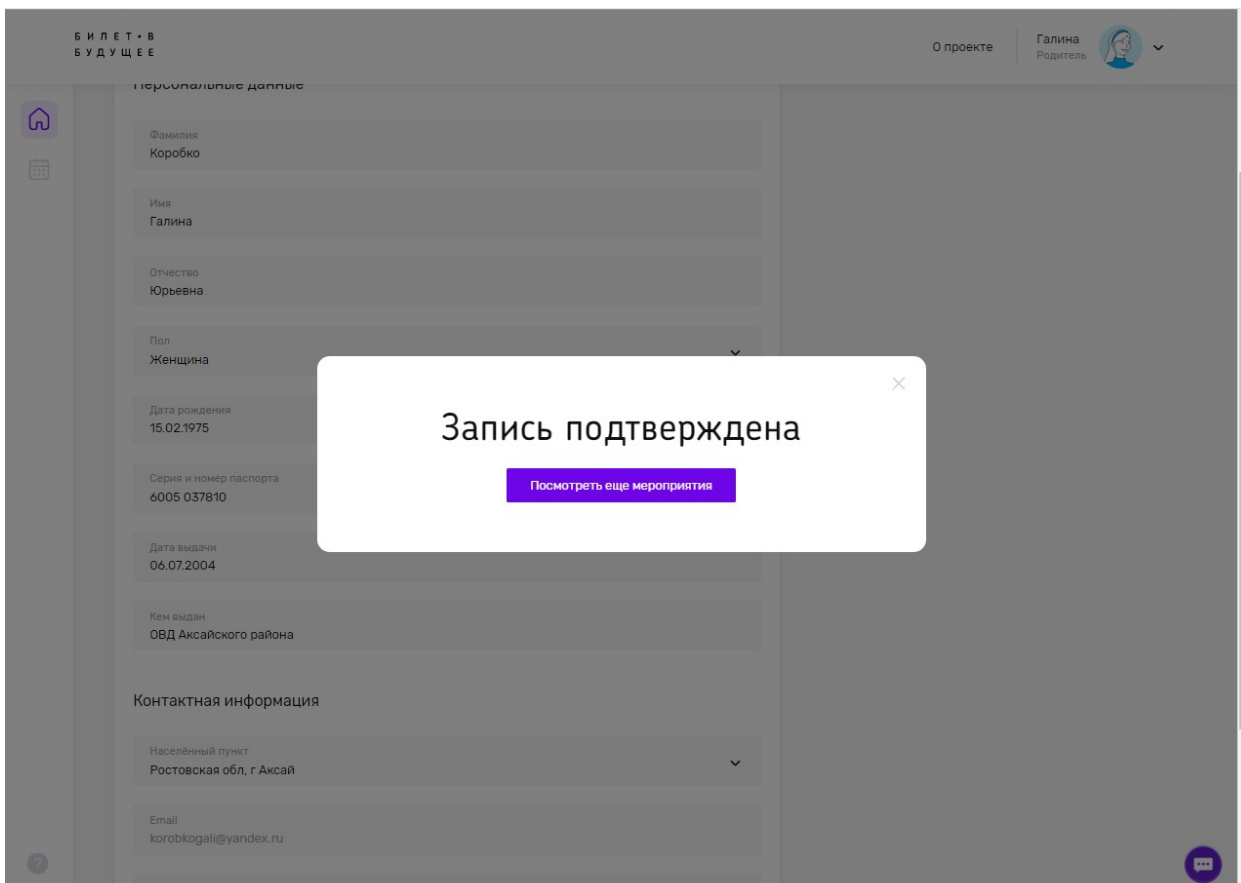 БИЛЕТ•В
БУДУЩЕЕ
О проекте
Галина
Родитель
Персональные данные
Фамилия
Коробко
Имя
Галина
Отчество
Юрьевна
Пол
Женщина
Дата рождения
15.02.1975
Серия и номер паспорта
6005 037810
Дата выдачи
06.07.2004
Кем выдан
ОВД Аксайского района
Запись подтверждена
Посмотреть еще мероприятия
Контактная информация
Населённый пункт
Ростовская обл, г Аксай
Email
korobkogali@yandex.ru
?